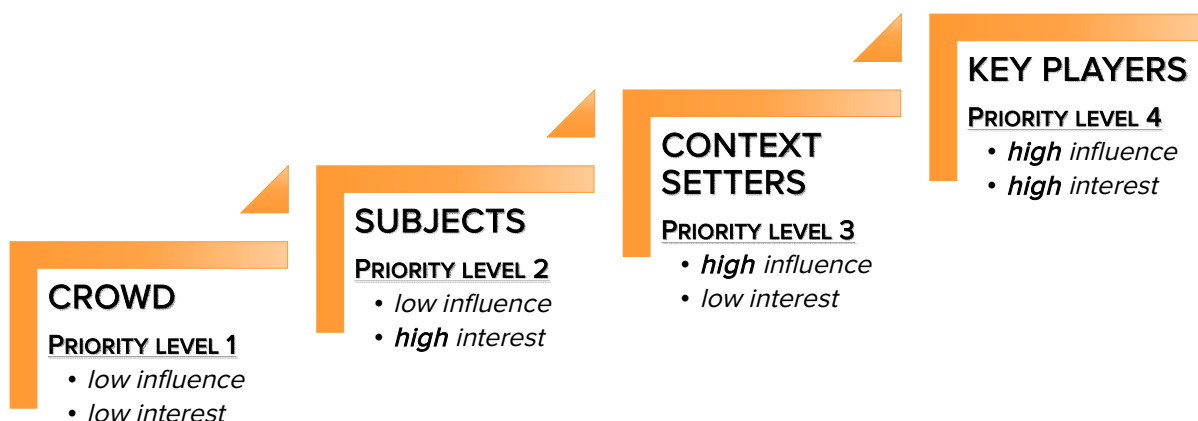 CROWD
PRIORITY LEVEL 1
• low influence
• low interest
SUBJECTS
PRIORITY LEVEL 2
• low influence
• high interest
CONTEXT
SETTERS
PRIORITY LEVEL 3
• high influence
• low interest
KEY PLAYERS
PRIORITY LEVEL 4
• high influence
• high interest